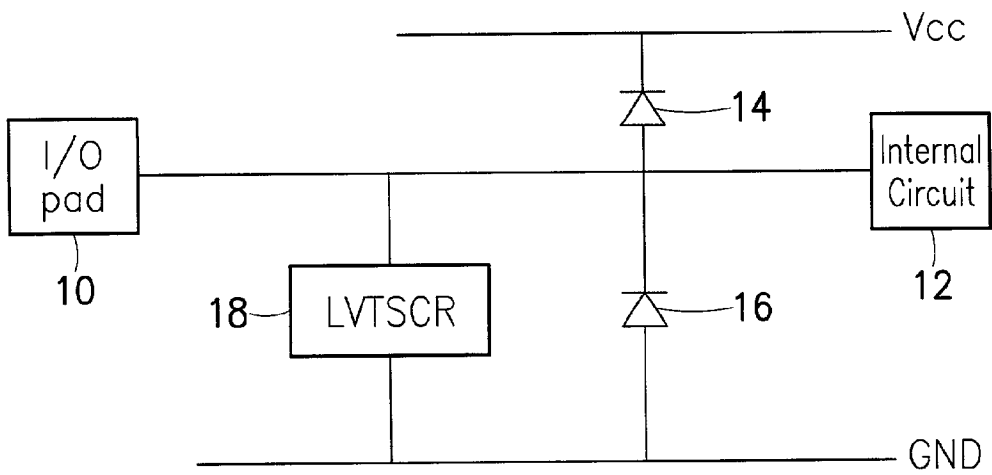 Vcc
14
I/O
pad
10
Internal
Circuit
12
18
LVTSCR
16
GND